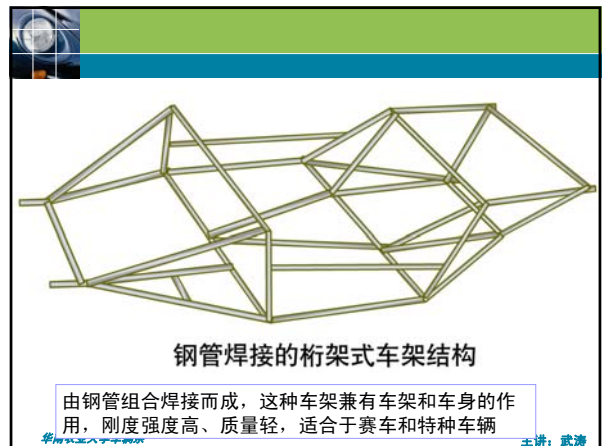 钢管焊接的桁架式车架结构
由钢管组合焊接而成，这种车架兼有车架和车身的作
用，刚度强度高、质量轻，适合于赛车和特种车辆
主讲：武涛